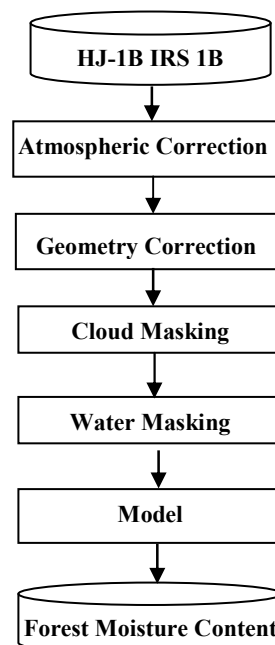 HJ-1B IRS 1B
Atmospheric Correction
Geometry Correction
Cloud Masking
Water Masking
Model
Forest Moisture Content